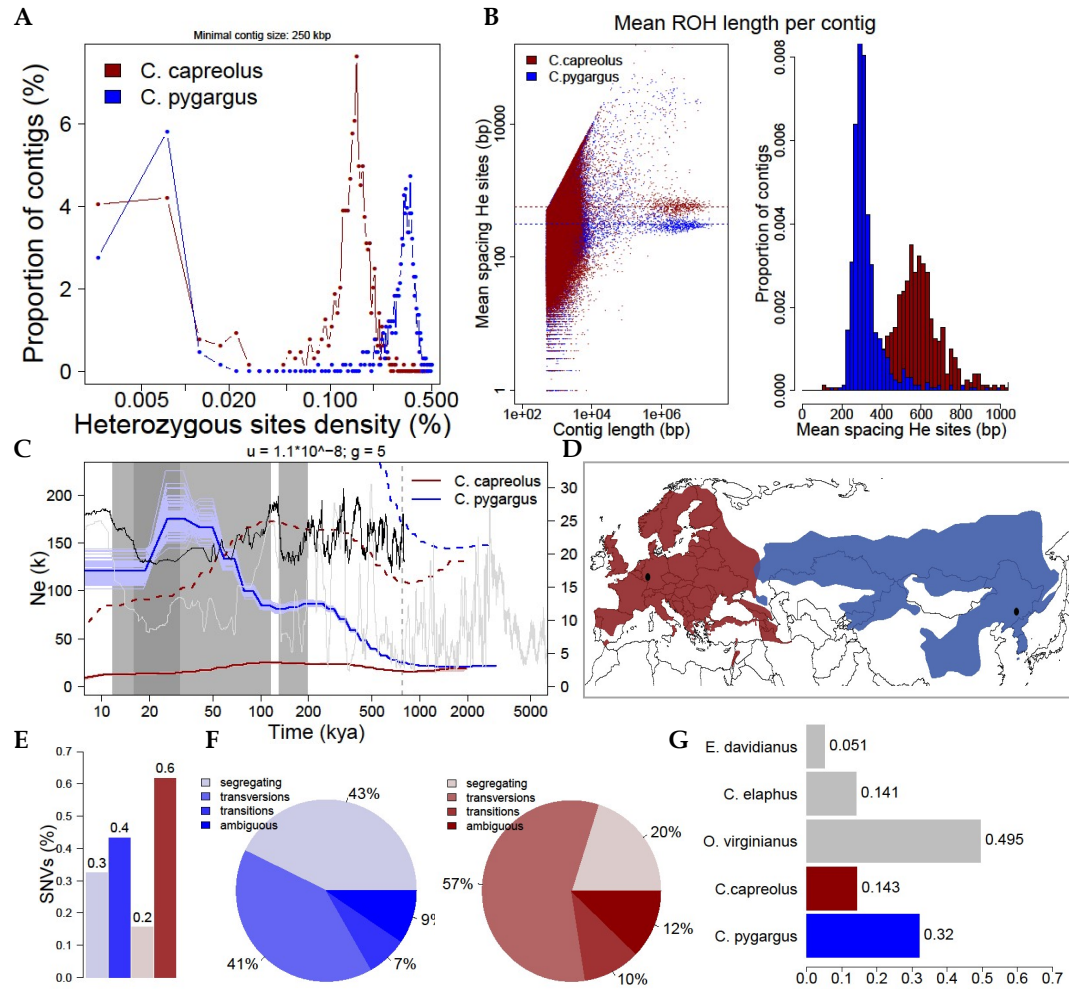 A
Minimal contig size: 250 kbp
C. capreolus
C. pygargus
Proportion of contigs (%)
6
4
2
0
0.005
0.020
0.100
0.500
Heterozygous sites density (%)
B
Mean ROH length per contig
C. capreolus
C.pygargus
Mean spacing He sites (bp)
10000
100
1
1e+02
1e+04
1e+06
Contig length (bp)
Proportion of contigs
0.008
0.006
0.004
0.002
0.000
0
200
400
600
800
1000
Mean spacing He sites (bp)
C
u = 1.1*10^−8; g = 5
C. capreolus
C. pygargus
Ne (k)
200
150
100
50
0
30
25
20
15
10
5
0
10
20
50
100
200
500
1000
2000
5000
Time (kya)
D
E
SNVs (%)
0.7
0.6
0.5
0.4
0.3
0.2
0.1
0.0
0.3
0.4
0.2
0.6
F
segregating
transversions
transitions
ambiguous
43%
41%
7%
9%
segregating
transversions
transitions
ambiguous
20%
57%
10%
12%
G
E. davidianus
0.051
C. elaphus
0.141
O. virginianus
0.495
C.capreolus
0.143
C. pygargus
0.32
0.0
0.1
0.2
0.3
0.4
0.5
0.6
0.7